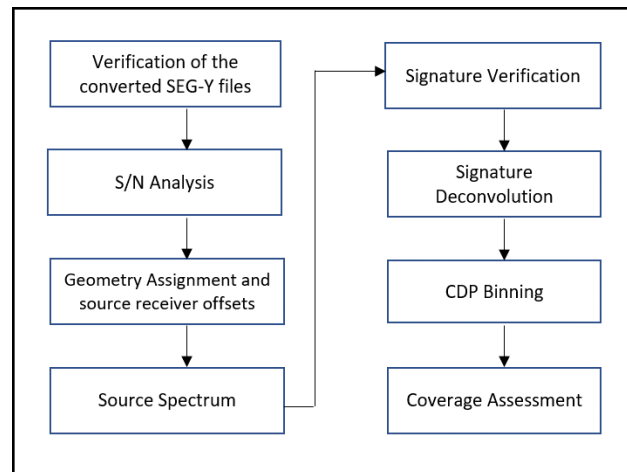 Verification of the
converted SEG-Y files
S/N Analysis
Geometry Assignment and
source receiver offsets
Source Spectrum
Signature Verification
Signature
Deconvolution
CDP Binning
Coverage Assessment